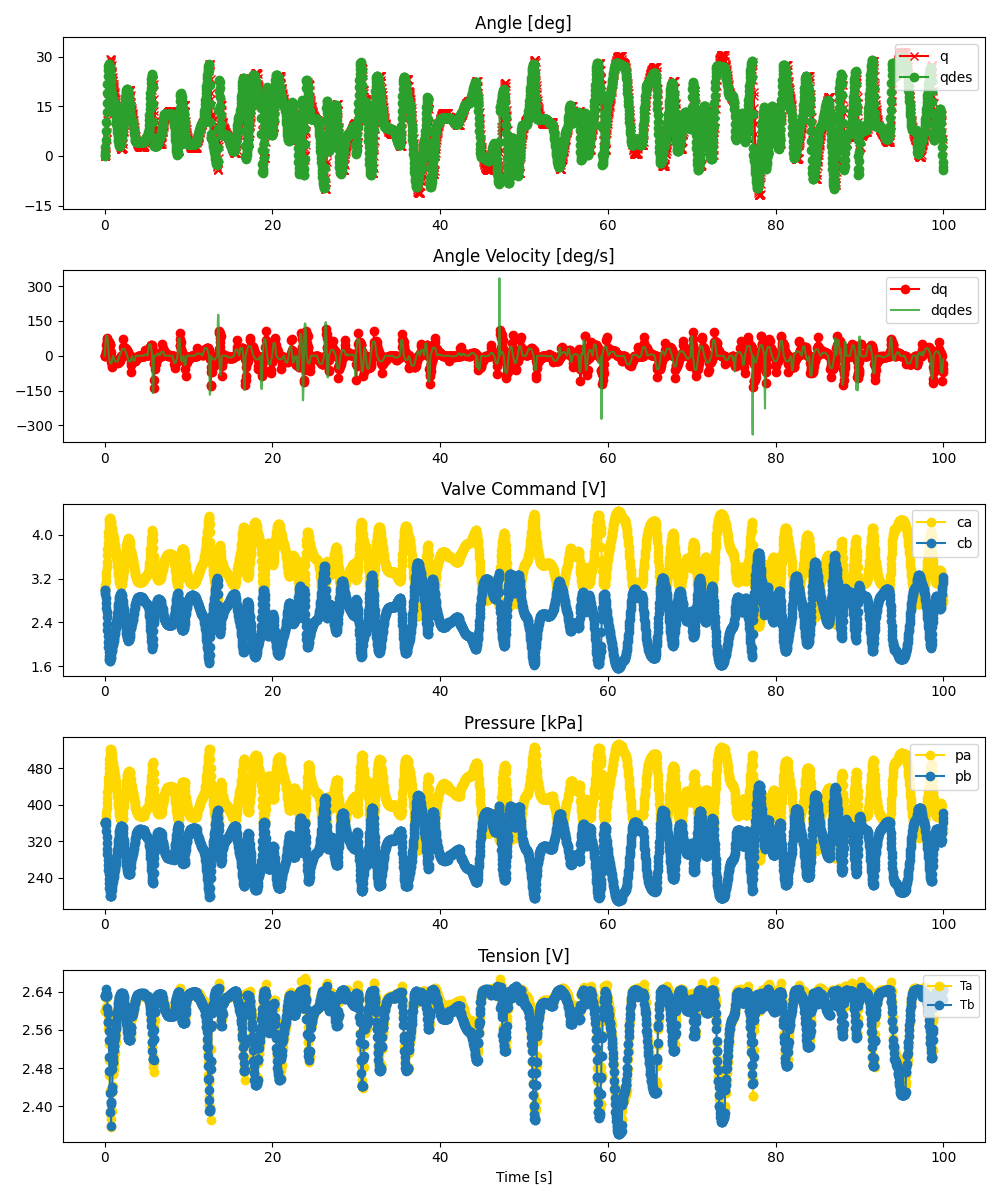 Angle [deg]
30
15
0
−15
q
qdes
0 20 40 60 80 100
Angle Velocity [deg/s]
300
150
0
−150
−300
dq
dqdes
0 20 40 60 80 100
Valve Command [V]
4.0
3.2
2.4
1.6
ca
cb
0 20 40 60 80 100
Pressure [kPa]
480
400
320
240
pa
pb
0 20 40 60 80 100
Tension [V]
2.64
2.56
2.48
2.40
Ta
Tb
0 20 40 60 80 100
Time [s]